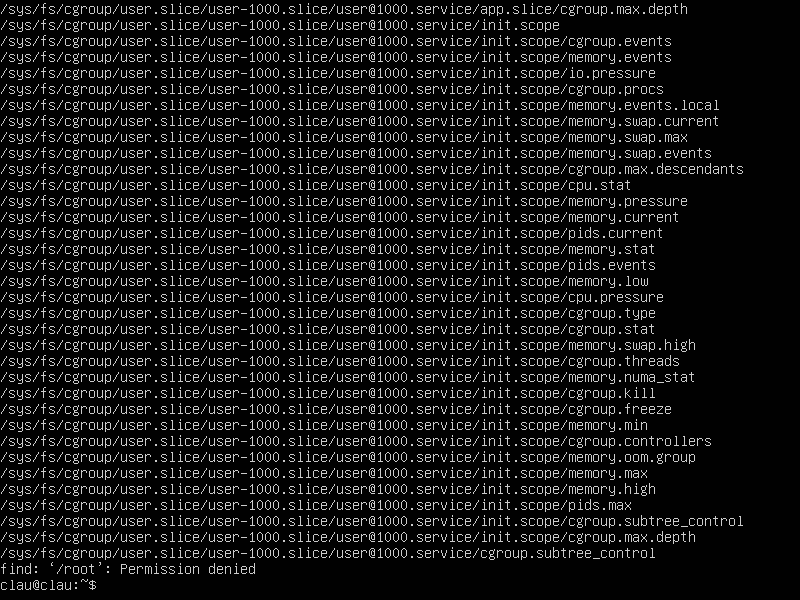 /sys/fs/cgroup/user.slice/user-1000.slice/user@1000.service/app.slice/cgroup.max.depth
/sys/fs/cgroup/user.slice/user-1000.slice/user@1000.service/init.scope
/sys/fs/cgroup/user.slice/user-1000.slice/user@1000.service/init.scope/cgroup.events
/sys/fs/cgroup/user.slice/user-1000.slice/user@1000.service/init.scope/memory.events
/sys/fs/cgroup/user.slice/user-1000.slice/user@1000.service/init.scope/io.pressure
/sys/fs/cgroup/user.slice/user-1000.slice/user@1000.service/init.scope/cgroup.procs
/sys/fs/cgroup/user.slice/user-1000.slice/user@1000.service/init.scope/memory.events.local
/sys/fs/cgroup/user.slice/user-1000.slice/user@1000.service/init.scope/memory.swap.current
/sys/fs/cgroup/user.slice/user-1000.slice/user@1000.service/init.scope/memory.swap.max
/sys/fs/cgroup/user.slice/user-1000.slice/user@1000.service/init.scope/memory.swap.events
/sys/fs/cgroup/user.slice/user-1000.slice/user@1000.service/init.scope/cgroup.max.descendants
/sys/fs/cgroup/user.slice/user-1000.slice/user@1000.service/init.scope/cpu.stat
/sys/fs/cgroup/user.slice/user-1000.slice/user@1000.service/init.scope/memory.pressure
/sys/fs/cgroup/user.slice/user-1000.slice/user@1000.service/init.scope/memory.current
/sys/fs/cgroup/user.slice/user-1000.slice/user@1000.service/init.scope/pids.current
/sys/fs/cgroup/user.slice/user-1000.slice/user@1000.service/init.scope/memory.stat
/sys/fs/cgroup/user.slice/user-1000.slice/user@1000.service/init.scope/pids.events
/sys/fs/cgroup/user.slice/user-1000.slice/user@1000.service/init.scope/memory.low
/sys/fs/cgroup/user.slice/user-1000.slice/user@1000.service/init.scope/cpu.pressure
/sys/fs/cgroup/user.slice/user-1000.slice/user@1000.service/init.scope/cgroup.type
/sys/fs/cgroup/user.slice/user-1000.slice/user@1000.service/init.scope/cgroup.stat
/sys/fs/cgroup/user.slice/user-1000.slice/user@1000.service/init.scope/memory.swap.high
/sys/fs/cgroup/user.slice/user-1000.slice/user@1000.service/init.scope/cgroup.threads
/sys/fs/cgroup/user.slice/user-1000.slice/user@1000.service/init.scope/memory.numa_stat
/sys/fs/cgroup/user.slice/user-1000.slice/user@1000.service/init.scope/cgroup.kill
/sys/fs/cgroup/user.slice/user-1000.slice/user@1000.service/init.scope/cgroup.freeze
/sys/fs/cgroup/user.slice/user-1000.slice/user@1000.service/init.scope/memory.min
/sys/fs/cgroup/user.slice/user-1000.slice/user@1000.service/init.scope/cgroup.controllers
/sys/fs/cgroup/user.slice/user-1000.slice/user@1000.service/init.scope/memory.oom.group
/sys/fs/cgroup/user.slice/user-1000.slice/user@1000.service/init.scope/memory.max
/sys/fs/cgroup/user.slice/user-1000.slice/user@1000.service/init.scope/memory.high
/sys/fs/cgroup/user.slice/user-1000.slice/user@1000.service/init.scope/pids.max
/sys/fs/cgroup/user.slice/user-1000.slice/user@1000.service/init.scope/cgroup.subtree_control
/sys/fs/cgroup/user.slice/user-1000.slice/user@1000.service/init.scope/cgroup.max.depth
/sys/fs/cgroup/user.slice/user-1000.slice/user@1000.service/cgroup.subtree_control
find: ‘/root’: Permission denied
clau@clau:~$